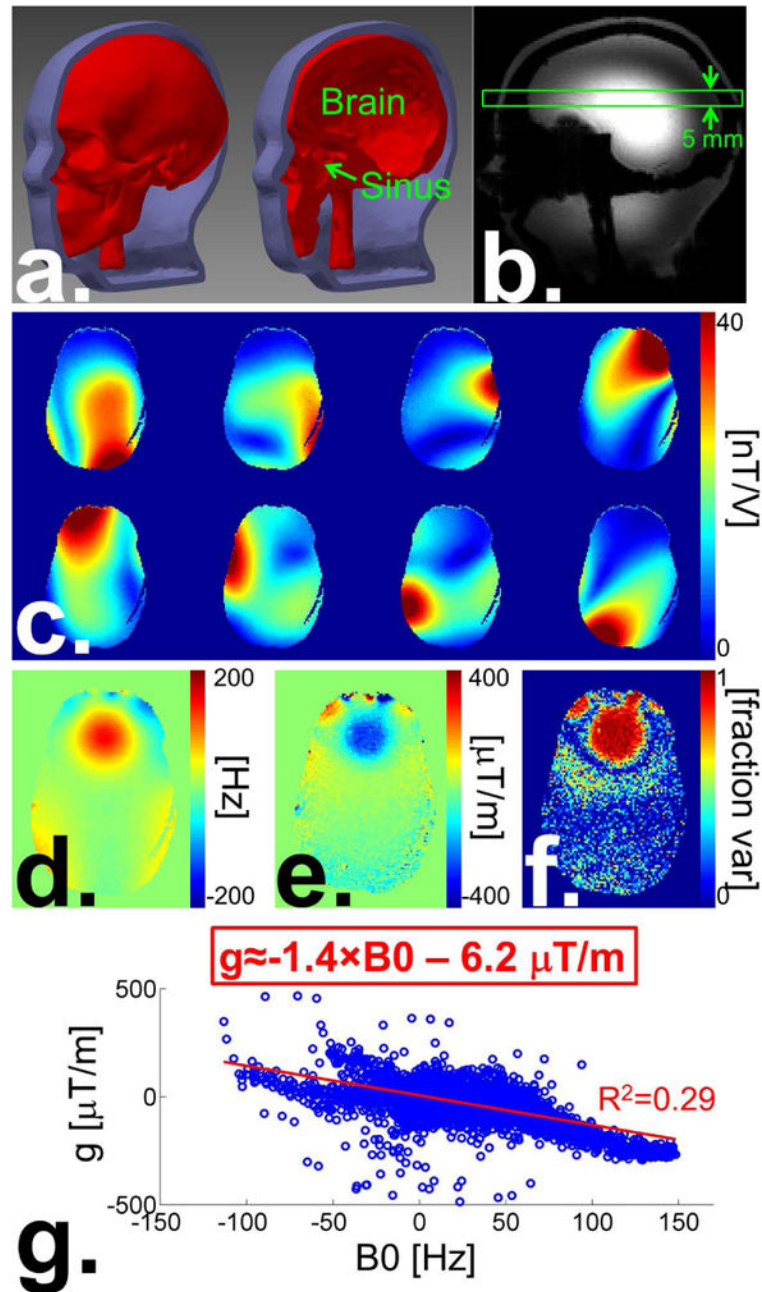 Brain
Sinus
a.
5 mm
b.
40
[nT/V]
0
c.
200
[Hz]
-200
d.
400
[μT/m]
-400
e.
1
[fraction var]
0
f.
g≈-1.4×B0 – 6.2 μT/m
500
0
-500
g [μT/m]
R²=0.29
-150
-100
-50
0
50
100
150
B0 [Hz]
g.